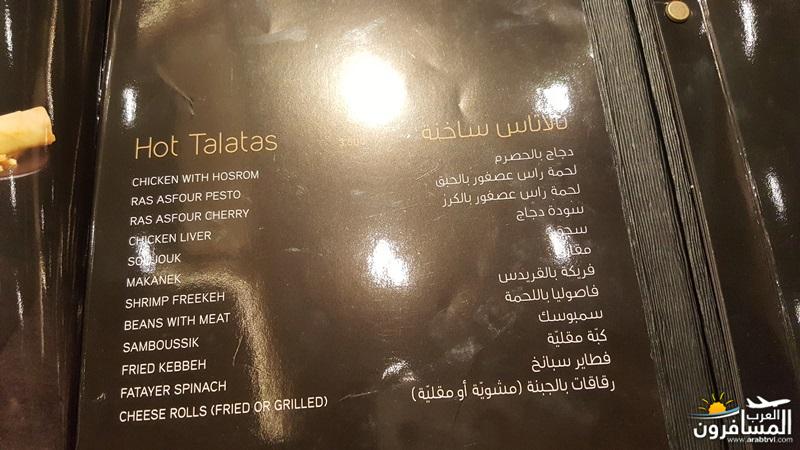 Hot Talatas
تالاتاس ساخنة
CHICKEN WITH HOSROM
دجاج بالحصرم
RAS ASFOUR PESTO
لحمة راس عصفور بالحبق
RAS ASFOUR CHERRY
لحمة راس عصفور بالكرز
CHICKEN LIVER
سودة دجاج
SOUJOUK
سجق
MAKANEK
SHRIMP FREEKEH
فريكة بالقريدس
BEANS WITH MEAT
فاصوليا باللحمة
SAMBOUSSIK
سمبوسك
FRIED KEBBEH
كبّة مقليّة
FATAYER SPINACH
فطاير سبانخ
CHEESE ROLLS (FRIED OR GRILLED)
رقاقات بالجبنة (مشويّة أو مقليّة)
العرب
المسافرون
www.arabtrvl.com